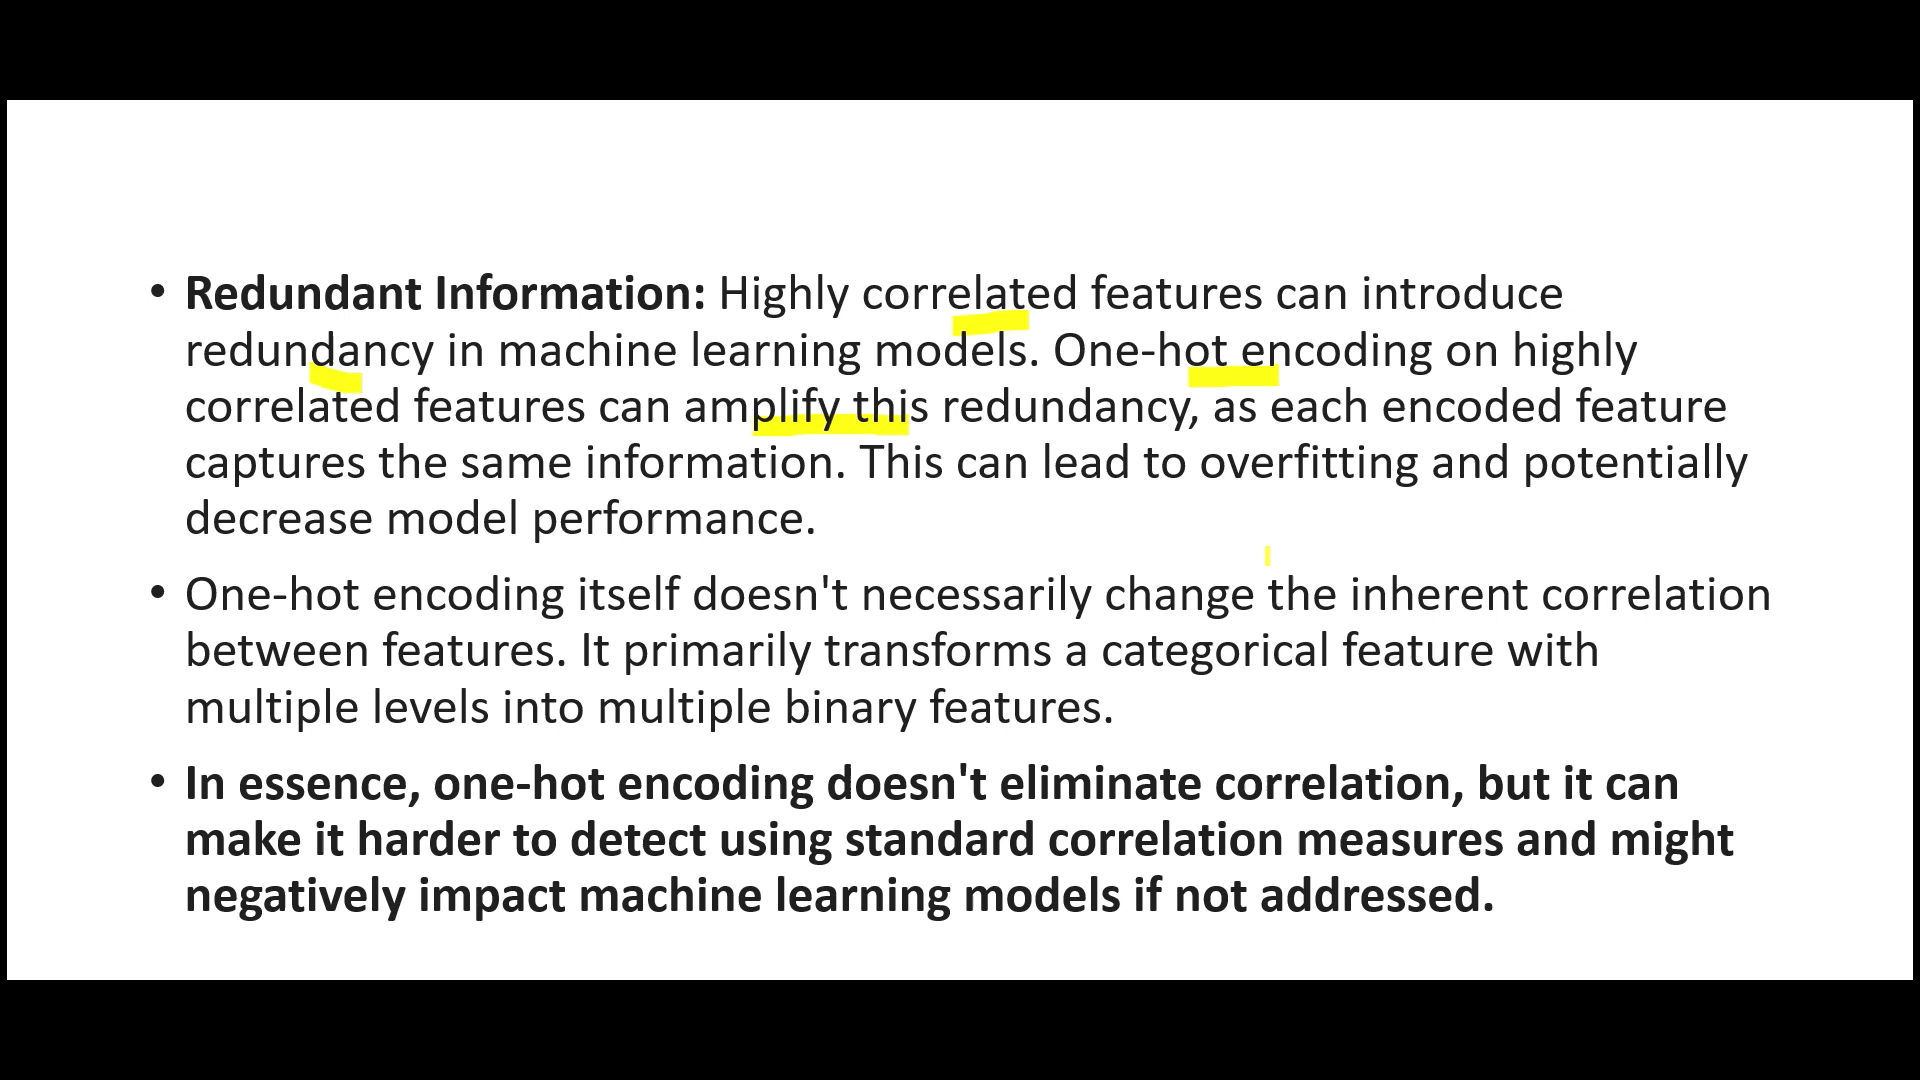 • Redundant Information: Highly correlated features can introduce
redundancy in machine learning models. One-hot encoding on highly
correlated features can amplify this redundancy, as each encoded feature
captures the same information. This can lead to overfitting and potentially
decrease model performance.
• One-hot encoding itself doesn't necessarily change the inherent correlation
between features. It primarily transforms a categorical feature with
multiple levels into multiple binary features.
• In essence, one-hot encoding doesn't eliminate correlation, but it can
make it harder to detect using standard correlation measures and might
negatively impact machine learning models if not addressed.